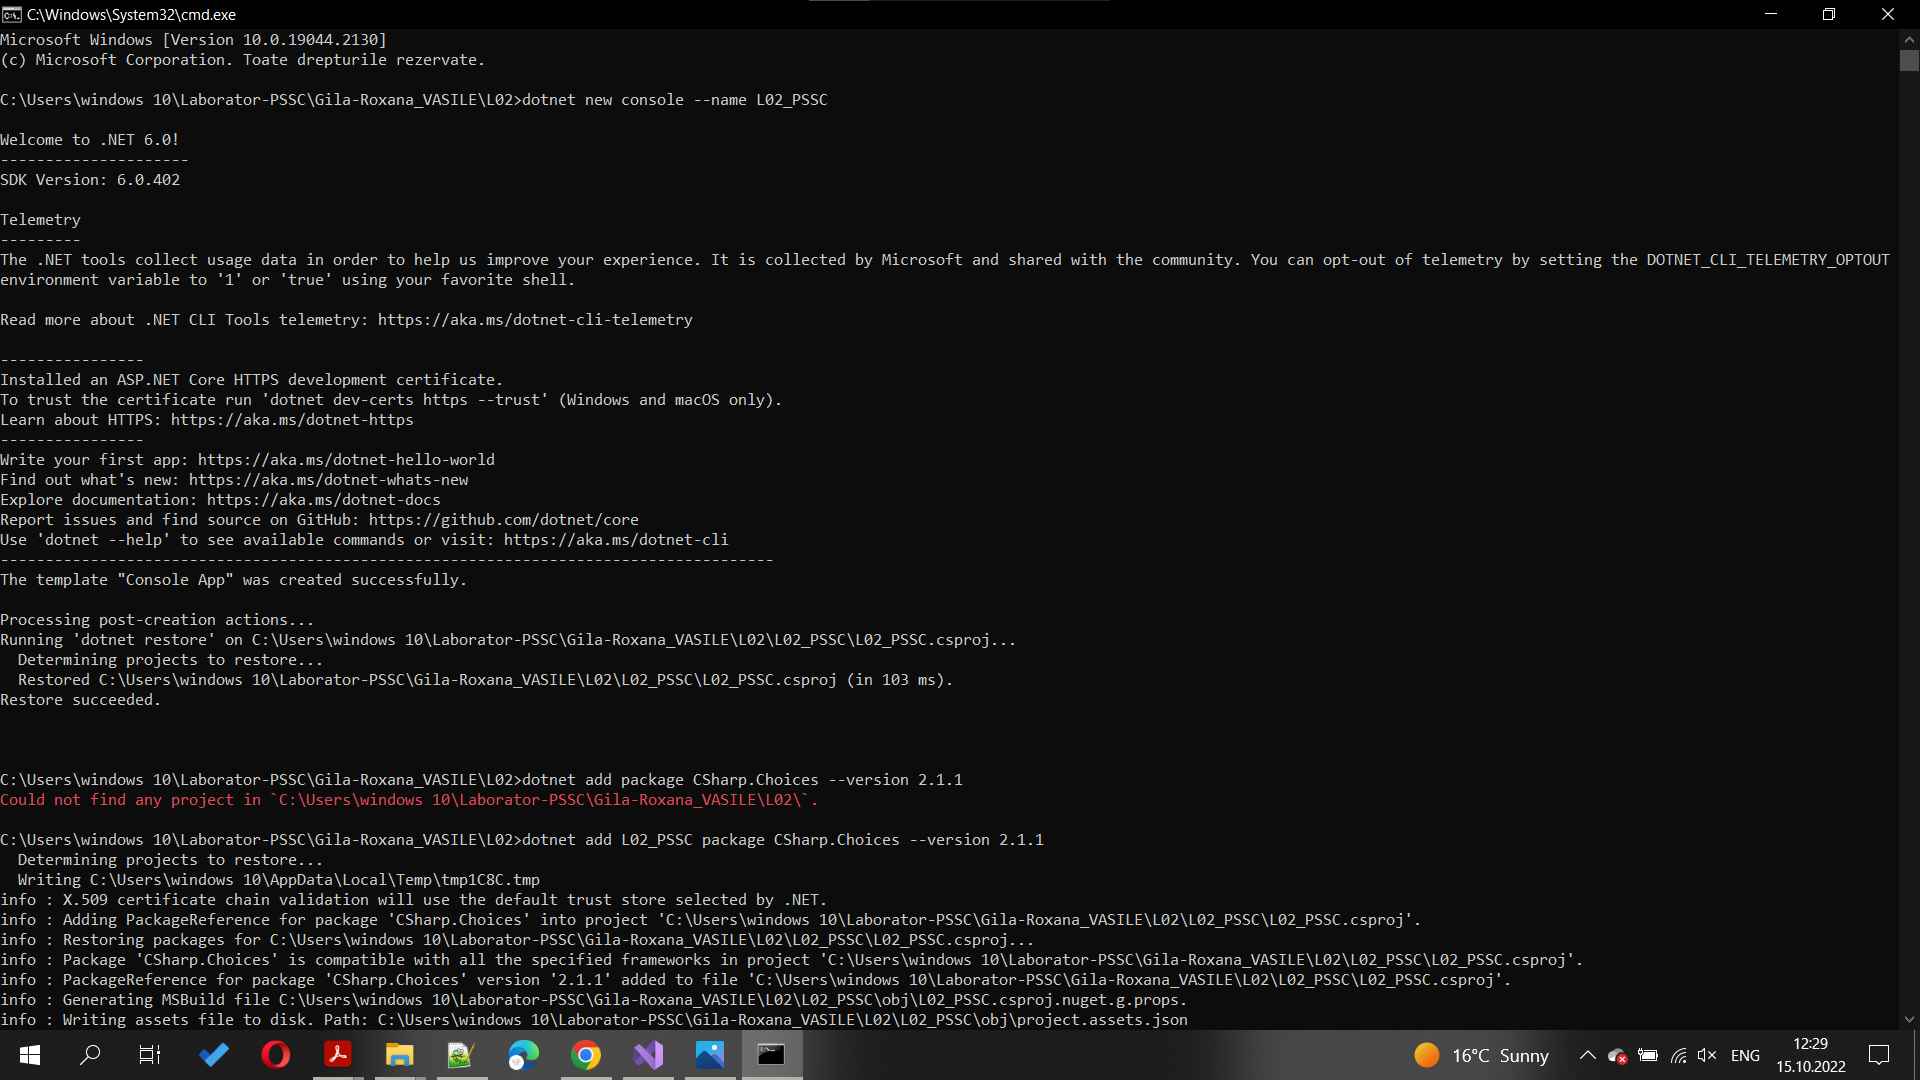 C:\Windows\System32\cmd.exe
Microsoft Windows [Version 10.0.19044.2130]
(c) Microsoft Corporation. Toate drepturile rezervate.
C:\Users\windows 10\Laborator-PSSC\Gila-Roxana_VASILE\L02>dotnet new console --name L02_PSSC
Welcome to .NET 6.0!
---------------------
SDK Version: 6.0.402
Telemetry
---------
The .NET tools collect usage data in order to help us improve your experience. It is collected by Microsoft and shared with the community. You can opt-out of telemetry by setting the DOTNET_CLI_TELEMETRY_OPTOUT
environment variable to '1' or 'true' using your favorite shell.
Read more about .NET CLI Tools telemetry: https://aka.ms/dotnet-cli-telemetry
----------------
Installed an ASP.NET Core HTTPS development certificate.
To trust the certificate run 'dotnet dev-certs https --trust' (Windows and macOS only).
Learn about HTTPS: https://aka.ms/dotnet-https
----------------
Write your first app: https://aka.ms/dotnet-hello-world
Find out what's new: https://aka.ms/dotnet-whats-new
Explore documentation: https://aka.ms/dotnet-docs
Report issues and find source on GitHub: https://github.com/dotnet/core
Use 'dotnet --help' to see available commands or visit: https://aka.ms/dotnet-cli
--------------------------------------------------------------------------------------
The template "Console App" was created successfully.
Processing post-creation actions...
Running 'dotnet restore' on C:\Users\windows 10\Laborator-PSSC\Gila-Roxana_VASILE\L02\L02_PSSC\L02_PSSC.csproj...
Determining projects to restore...
Restored C:\Users\windows 10\Laborator-PSSC\Gila-Roxana_VASILE\L02\L02_PSSC\L02_PSSC.csproj (in 103 ms).
Restore succeeded.
C:\Users\windows 10\Laborator-PSSC\Gila-Roxana_VASILE\L02>dotnet add package CSharp.Choices --version 2.1.1
Could not find any project in `C:\Users\windows 10\Laborator-PSSC\Gila-Roxana_VASILE\L02\`.
C:\Users\windows 10\Laborator-PSSC\Gila-Roxana_VASILE\L02>dotnet add L02_PSSC package CSharp.Choices --version 2.1.1
Determining projects to restore...
Writing C:\Users\windows 10\AppData\Local\Temp\tmp1C8C.tmp
info : X.509 certificate chain validation will use the default trust store selected by .NET.
info : Adding PackageReference for package 'CSharp.Choices' into project 'C:\Users\windows 10\Laborator-PSSC\Gila-Roxana_VASILE\L02\L02_PSSC\L02_PSSC.csproj'.
info : Restoring packages for C:\Users\windows 10\Laborator-PSSC\Gila-Roxana_VASILE\L02\L02_PSSC\L02_PSSC.csproj...
info : Package 'CSharp.Choices' is compatible with all the specified frameworks in project 'C:\Users\windows 10\Laborator-PSSC\Gila-Roxana_VASILE\L02\L02_PSSC\L02_PSSC.csproj'.
info : PackageReference for package 'CSharp.Choices' version '2.1.1' added to file 'C:\Users\windows 10\Laborator-PSSC\Gila-Roxana_VASILE\L02\L02_PSSC\L02_PSSC.csproj'.
info : Generating MSBuild file C:\Users\windows 10\Laborator-PSSC\Gila-Roxana_VASILE\L02\L02_PSSC\obj\L02_PSSC.csproj.nuget.g.props.
info : Writing assets file to disk. Path: C:\Users\windows 10\Laborator-PSSC\Gila-Roxana_VASILE\L02\L02_PSSC\obj\project.assets.json
16°C Sunny
ENG
12:29
15.10.2022